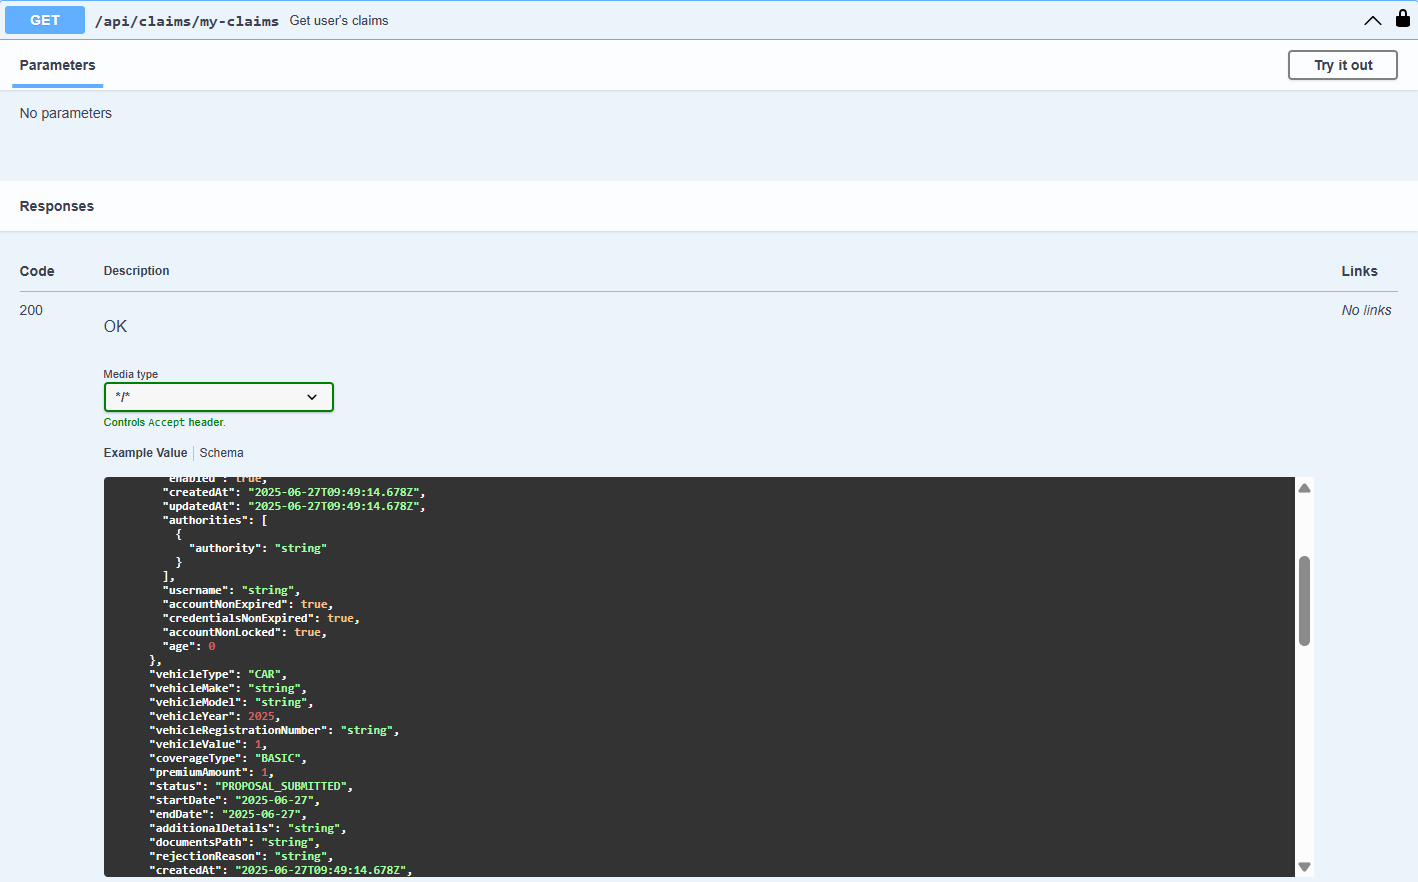 GET /api/claims/my-claims Get user's claims
Parameters
Try it out
No parameters
Responses
Code Description Links
200 OK No links
Media type
*/*
Controls Accept header.
Example Value Schema
"enabled": true,
"createdAt": "2025-06-27T09:49:14.678Z",
"updatedAt": "2025-06-27T09:49:14.678Z",
"authorities": [
{
"authority": "string"
}
],
"username": "string",
"accountNonExpired": true,
"credentialsNonExpired": true,
"accountNonLocked": true,
"age": 0
},
"vehicleType": "CAR",
"vehicleMake": "string",
"vehicleModel": "string",
"vehicleYear": 2025,
"vehicleRegistrationNumber": "string",
"vehicleValue": 1,
"coverageType": "BASIC",
"premiumAmount": 1,
"status": "PROPOSAL_SUBMITTED",
"startDate": "2025-06-27",
"endDate": "2025-06-27",
"additionalDetails": "string",
"documentsPath": "string",
"rejectionReason": "string",
"createdAt": "2025-06-27T09:49:14.678Z",